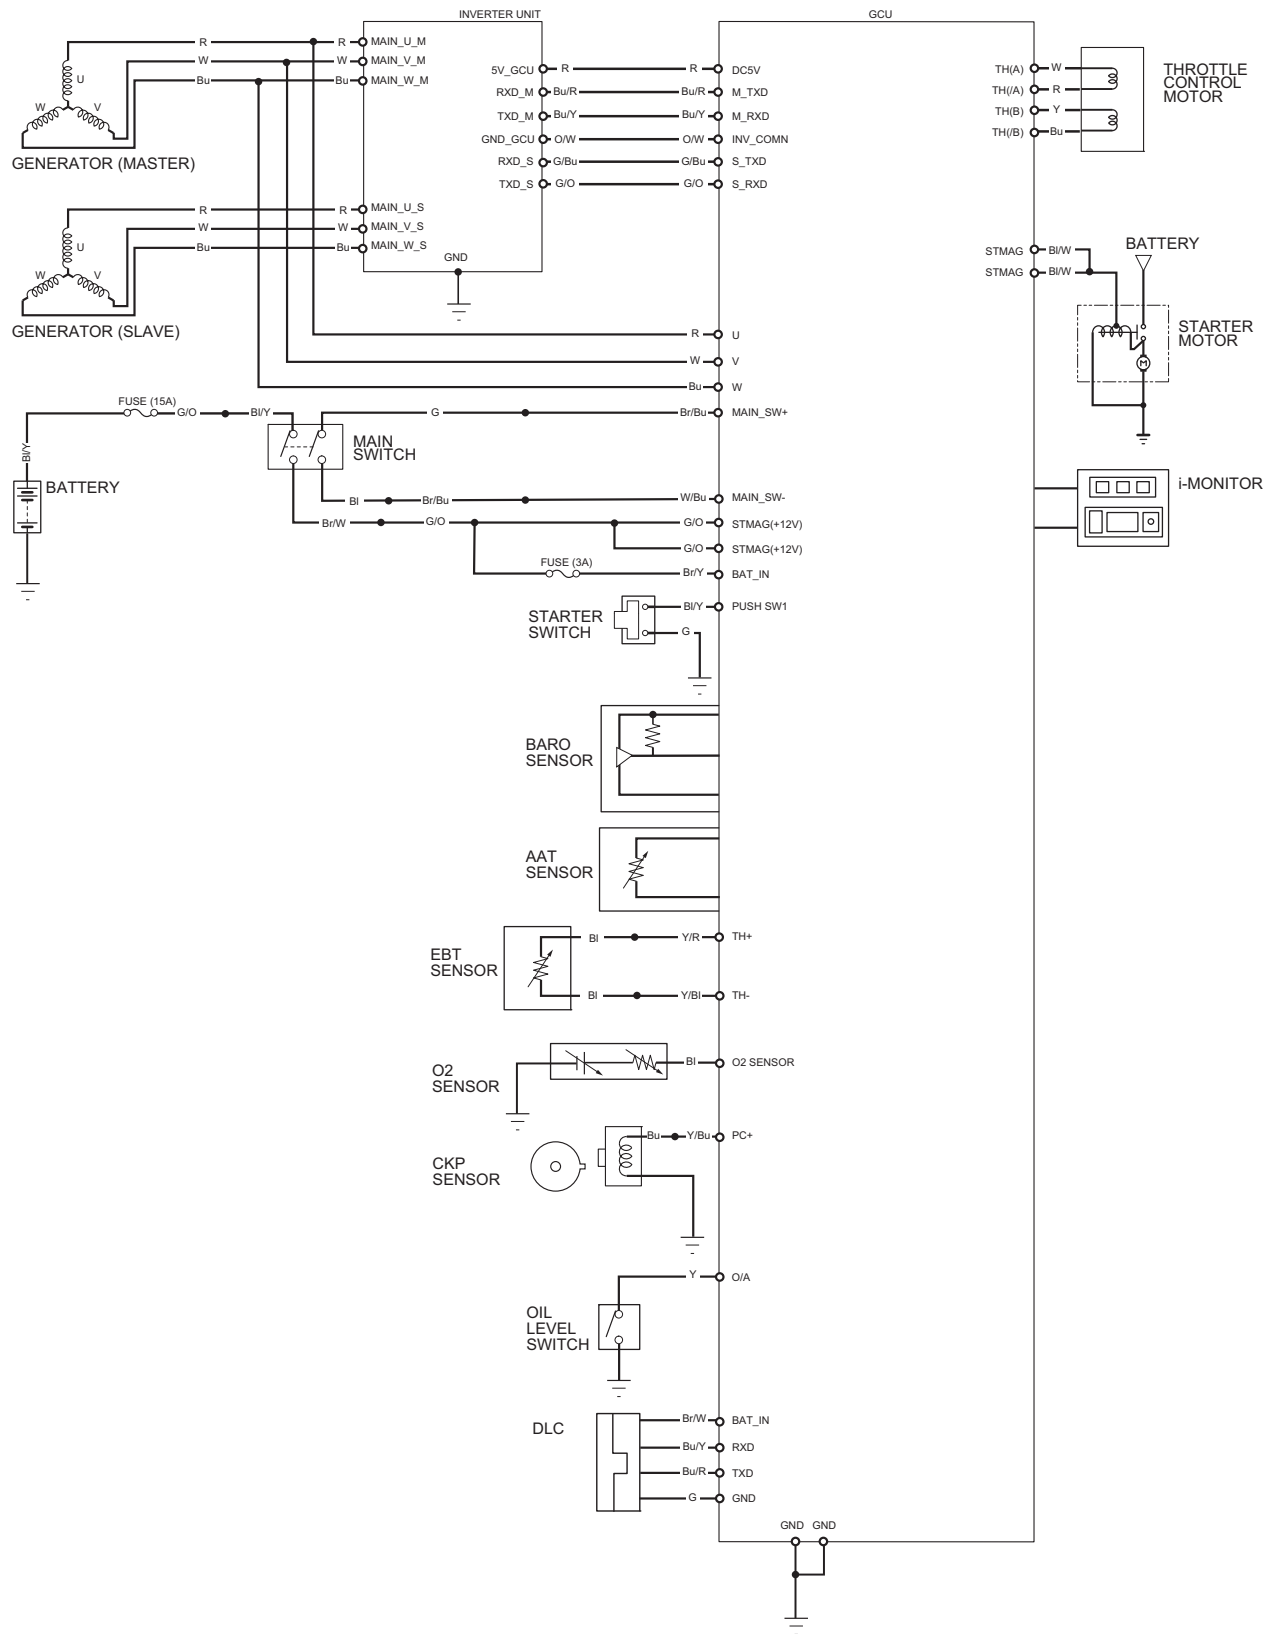 INVERTER UNIT
GCU
R R MAIN_U_M
W W MAIN_V_M
Bu Bu MAIN_W_M
U
W V
GENERATOR (MASTER)
5V_GCU R R DC5V
RXD_M Bu/R Bu/R M_TXD
TXD_M Bu/Y Bu/Y M_RXD
GND_GCU O/W O/W INV_COMN
RXD_S G/Bu G/Bu S_TXD
TXD_S G/O G/O S_RXD
TH(A) W
TH(/A) R
TH(B) Y
TH(/B) Bu
THROTTLE
CONTROL
MOTOR
R R MAIN_U_S
W W MAIN_V_S
Bu Bu MAIN_W_S
U
W V
GENERATOR (SLAVE)
GND
STMAG Bl/W
STMAG Bl/W
BATTERY
M
STARTER
MOTOR
R U
W V
Bu W
FUSE (15A)
G/O Bl/Y
Bl/Y
BATTERY
MAIN
SWITCH
G Br/Bu MAIN_SW+
Bl Br/Bu W/Bu MAIN_SW-
Br/W G/O G/O STMAG(+12V)
G/O STMAG(+12V)
FUSE (3A)
Br/Y BAT_IN
i-MONITOR
STARTER
SWITCH
Bl/Y PUSH SW1
G
BARO
SENSOR
AAT
SENSOR
EBT
SENSOR
Bl Y/R TH+
Bl Y/Bl TH-
O2
SENSOR
Bl O2 SENSOR
CKP
SENSOR
Bu Y/Bu PC+
Y O/A
OIL
LEVEL
SWITCH
DLC
Br/W BAT_IN
Bu/Y RXD
Bu/R TXD
G GND
GND GND